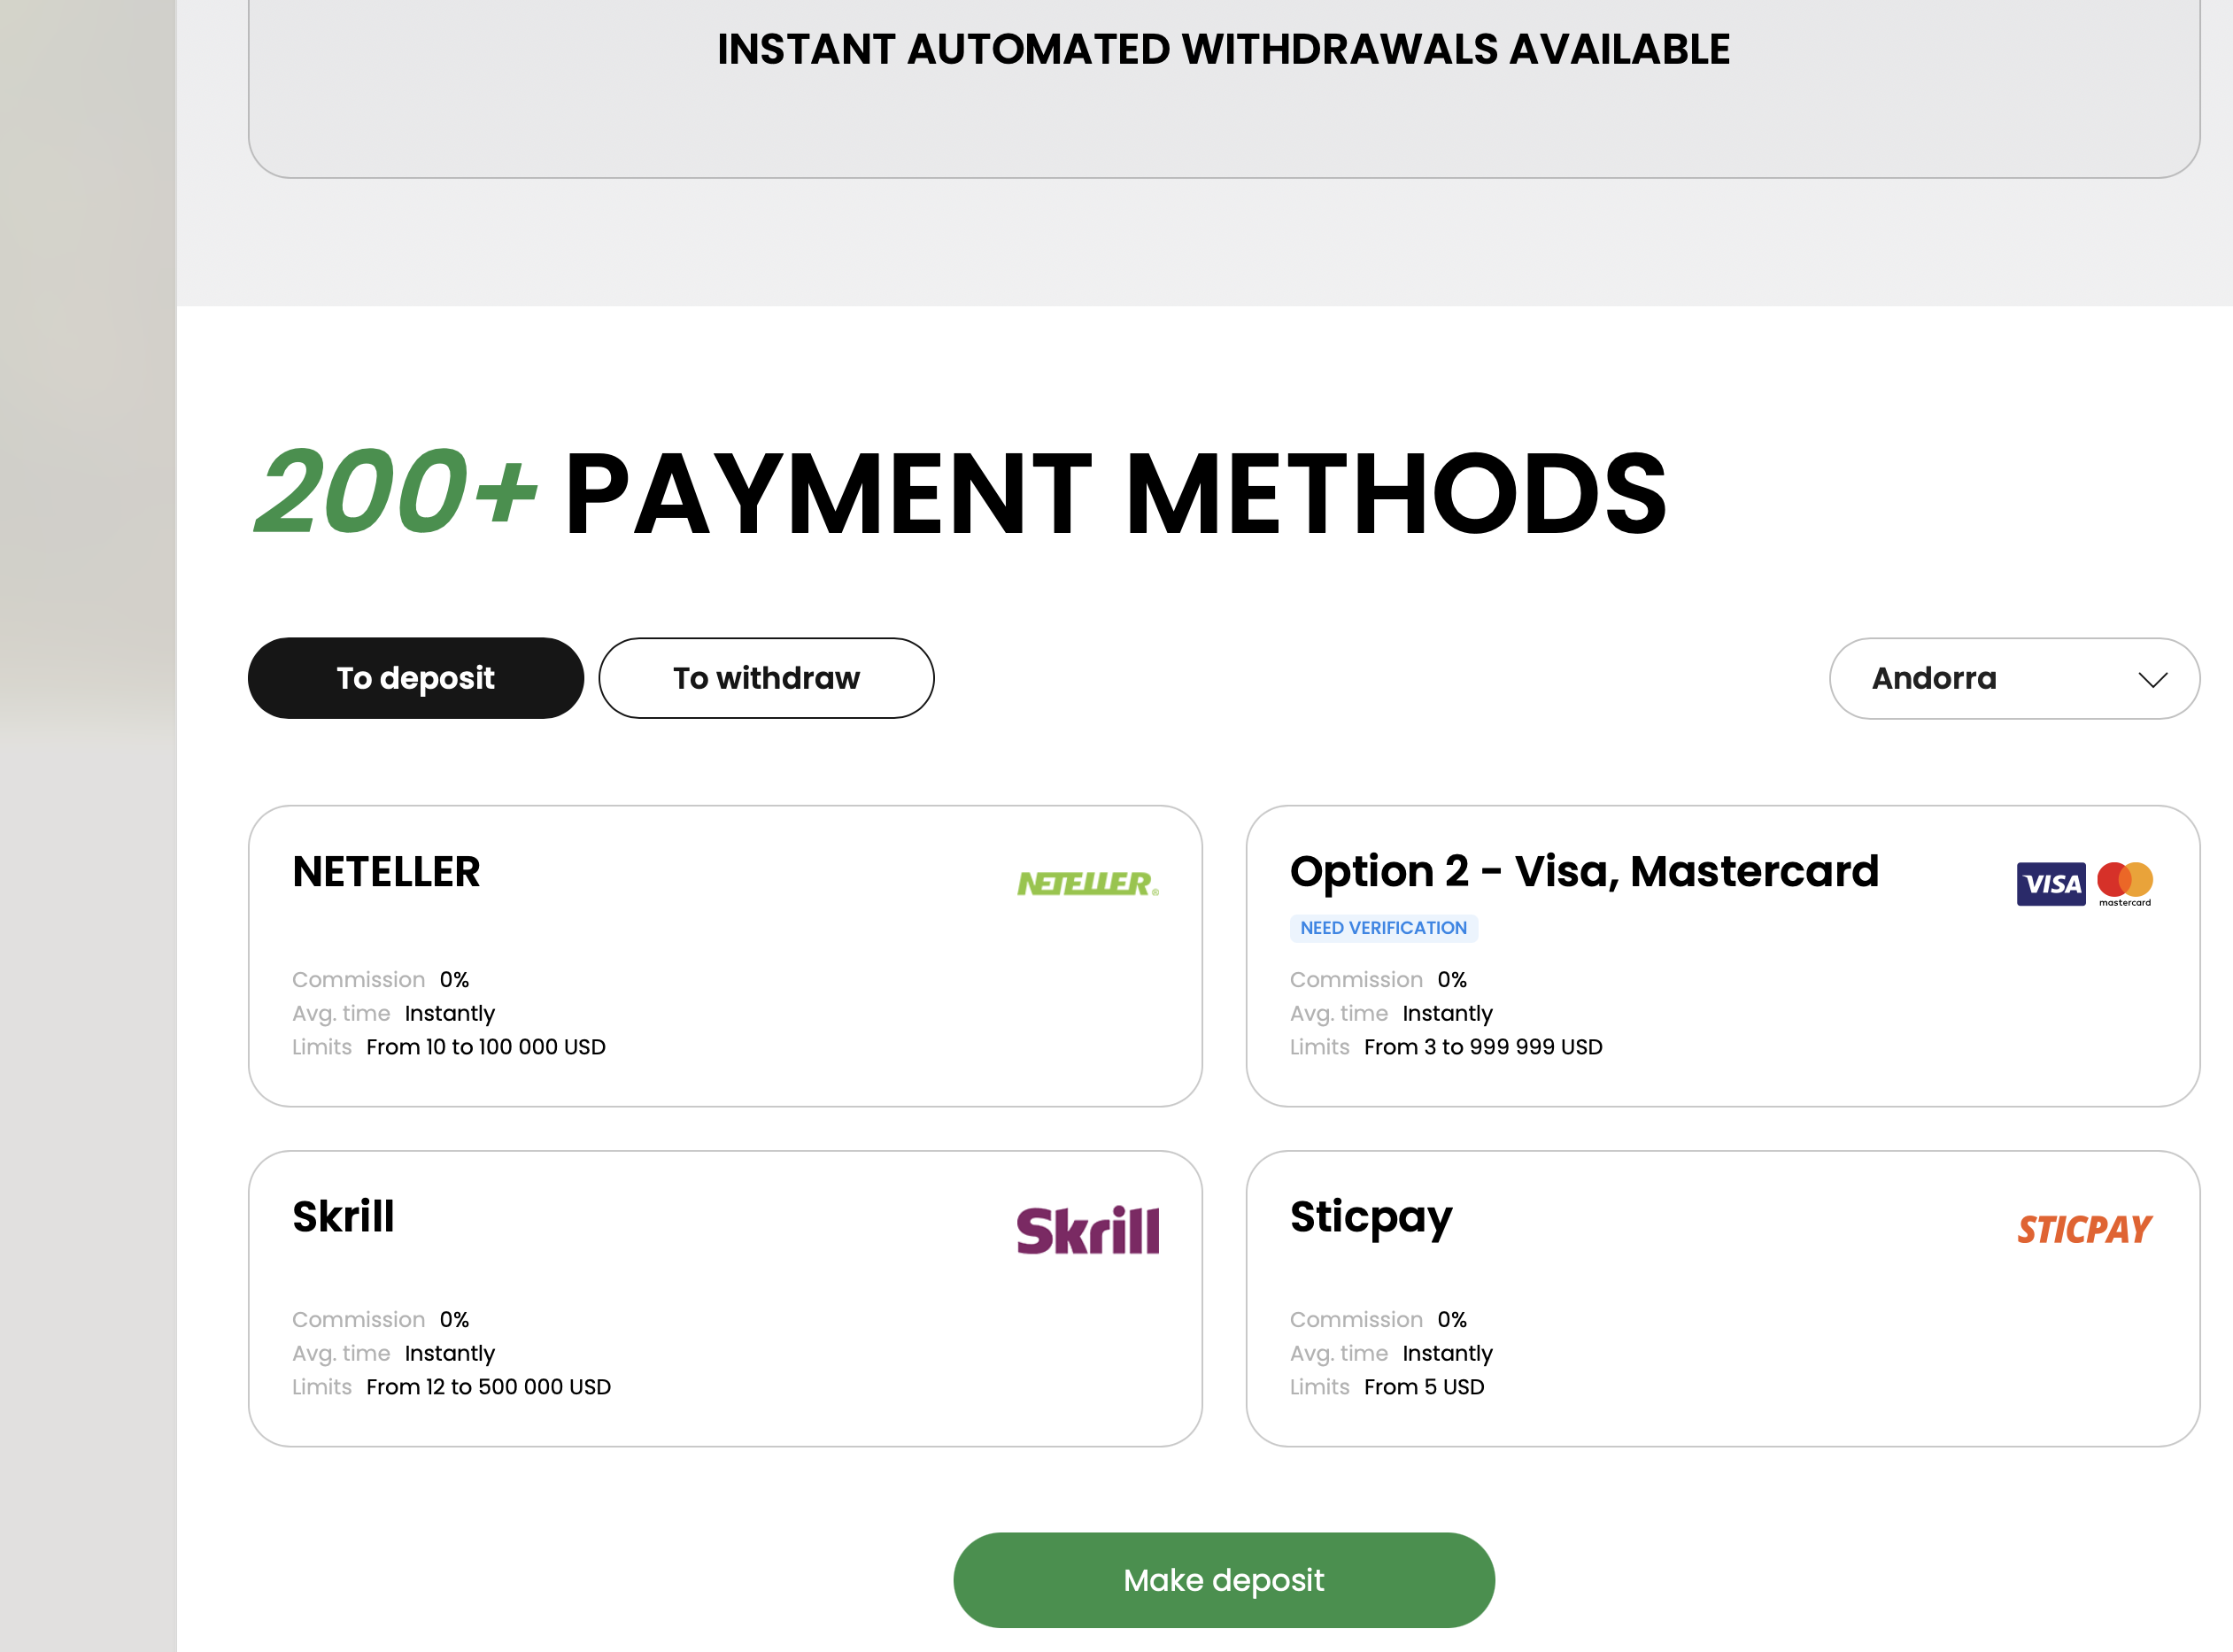 INSTANT AUTOMATED WITHDRAWALS AVAILABLE
200+ PAYMENT METHODS
To deposit
To withdraw
Andorra
NETELLER
NETELLER®
Commission 0%
Avg. time Instantly
Limits From 10 to 100 000 USD
Option 2 - Visa, Mastercard
VISA
mastercard
NEED VERIFICATION
Commission 0%
Avg. time Instantly
Limits From 3 to 999 999 USD
Skrill
Skrill
Commission 0%
Avg. time Instantly
Limits From 12 to 500 000 USD
Sticpay
STICPAY
Commission 0%
Avg. time Instantly
Limits From 5 USD
Make deposit